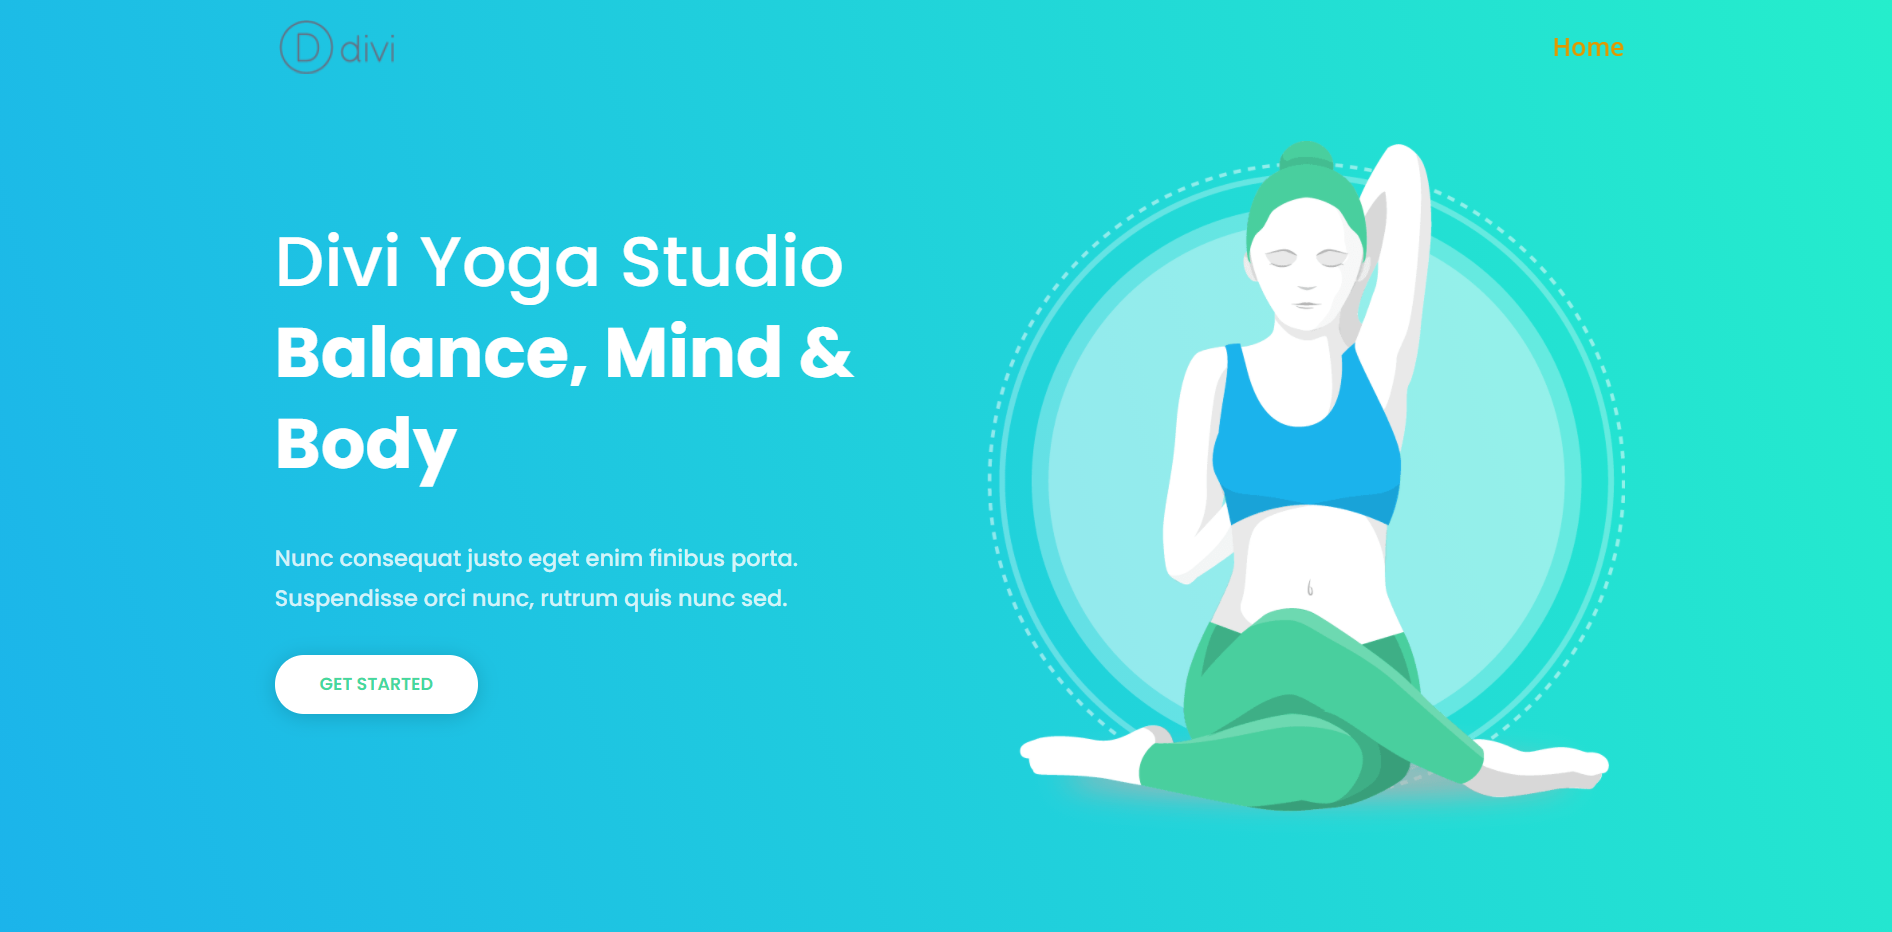 D divi
Home
Divi Yoga Studio
Balance, Mind &
Body
Nunc consequat justo eget enim finibus porta.
Suspendisse orci nunc, rutrum quis nunc sed.
GET STARTED